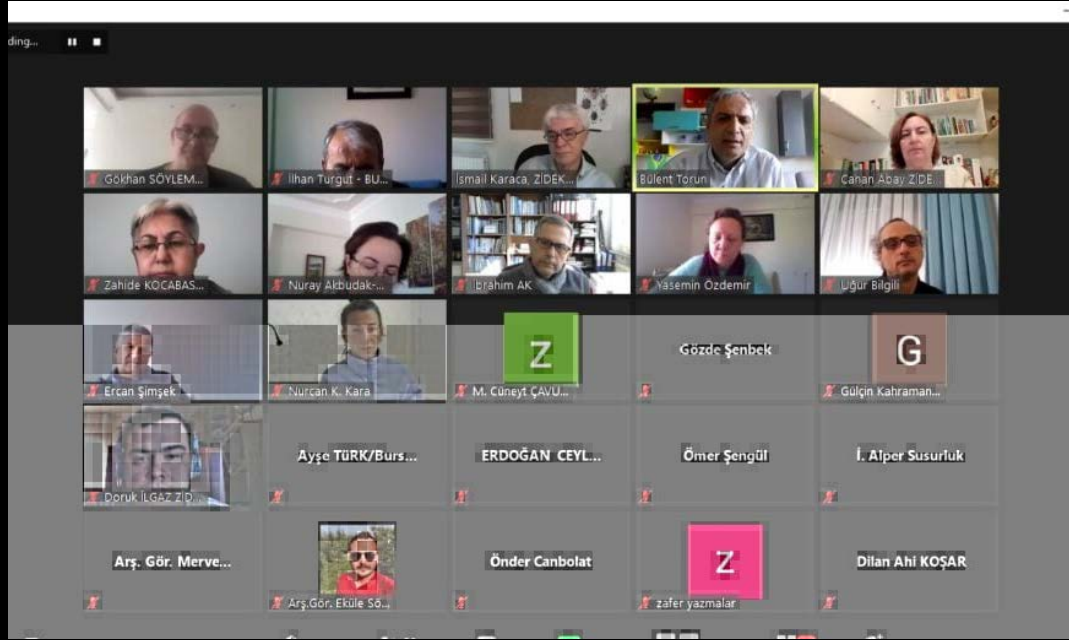 ding...
Gökhan SÖYLEM...
İlhan Turgut - BU...
İsmail Karaca, ZİDEK...
Bülent Torun
Canan Abay ZİDE...
Zahide KOCABAS...
Nuray Akbudak-...
İbrahim AK
Yasemin Özdemir
Uğur Bilgili
Ercan Şimşek
Nurcan K. Kara
Z
M. Cüneyt ÇAVU...
Gözde Şenbek
G
Gülçin Kahraman...
Doruk İLGAZ ZİD...
Ayşe TÜRK/Burs...
ERDOĞAN CEYL...
Ömer Şengül
İ. Alper Susurluk
Arş. Gör. Merve...
Arş.Gör. Eküle Sö...
Önder Canbolat
Z
zafer yazmalar
Dilan Ahi KOŞAR